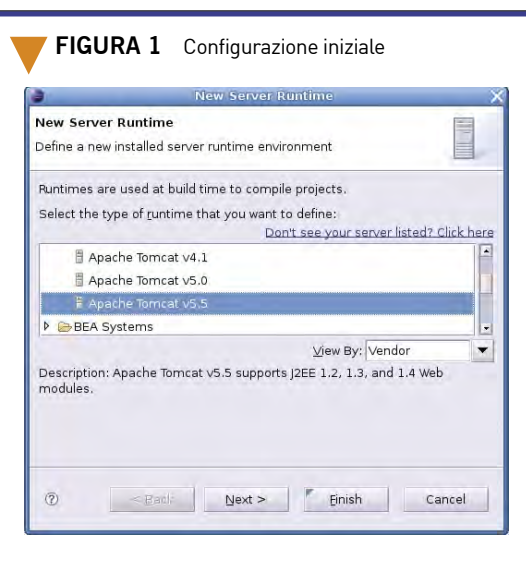 FIGURA 1 Configurazione iniziale
New Server Runtime
New Server Runtime
Define a new installed server runtime environment
Runtimes are used at build time to compile projects.
Select the type of runtime that you want to define:
Don't see your server listed? Click here
Apache Tomcat v4.1
Apache Tomcat v5.0
Apache Tomcat v5.5
BEA Systems
View By: Vendor
Description: Apache Tomcat v5.5 supports J2EE 1.2, 1.3, and 1.4 Web
modules.
< Back Next > Finish Cancel